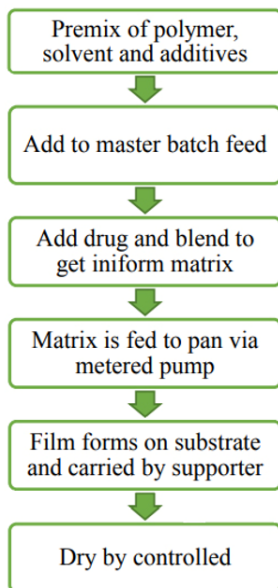 Premix of polymer,
solvent and additives
Add to master batch feed
Add drug and blend to
get iniform matrix
Matrix is fed to pan via
metered pump
Film forms on substrate
and carried by supporter
Dry by controlled